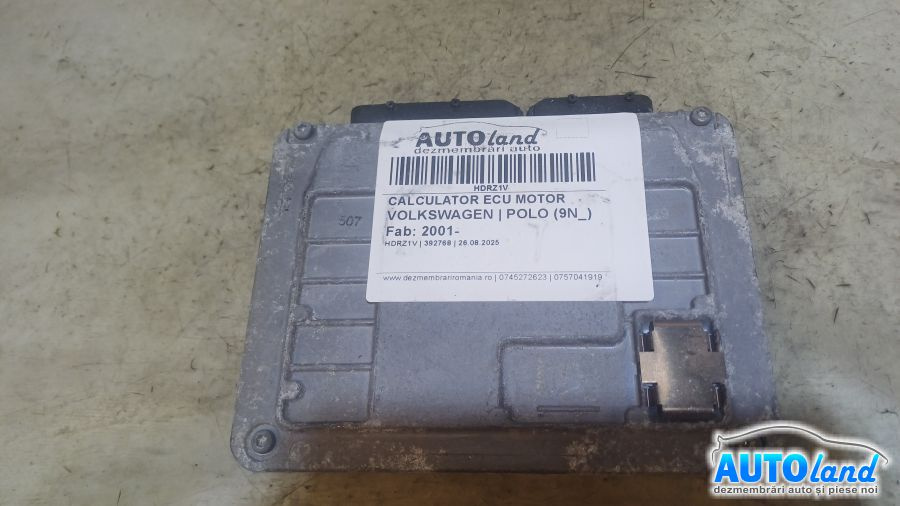 AUTOland
dezmembrări auto
HDRZ1V
CALCULATOR ECU MOTOR
VOLKSWAGEN | POLO (9N_)
Fab: 2001-
HDRZ1V | 392768 | 26.08.2025
www.dezmembrariromania.ro | 0745272623 | 0757041919
507
AUTOland
dezmembrări auto și piese noi